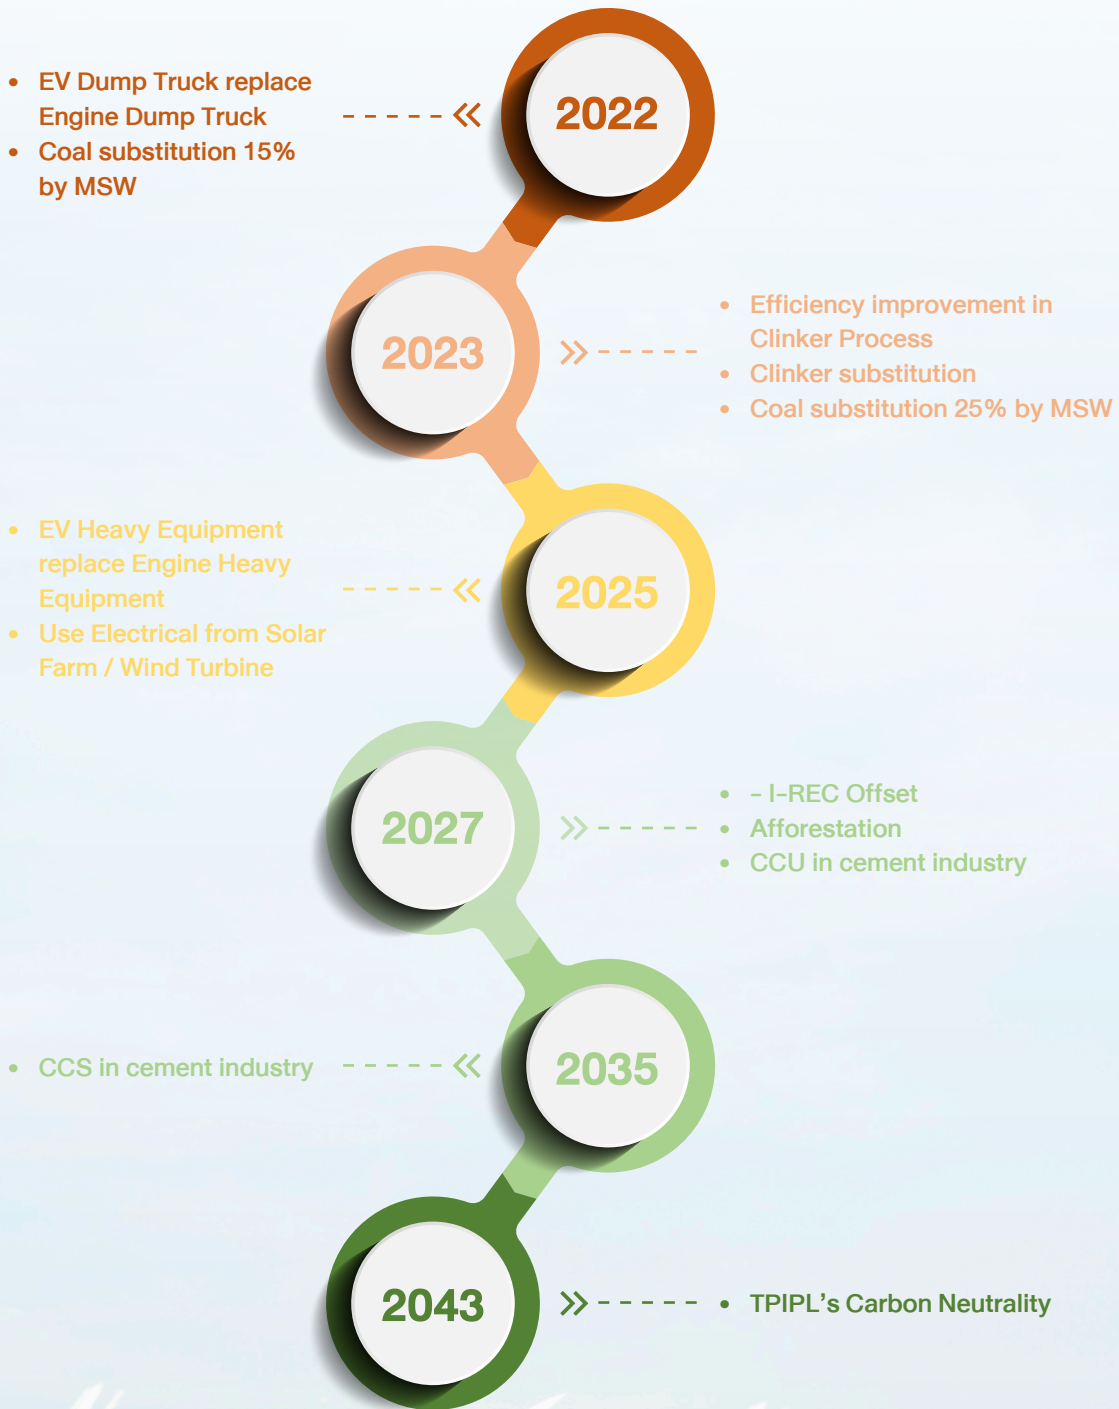 2022
• EV Dump Truck replace
Engine Dump Truck
• Coal substitution 15%
by MSW
2023
• Efficiency improvement in
Clinker Process
• Clinker substitution
• Coal substitution 25% by MSW
2025
• EV Heavy Equipment
replace Engine Heavy
Equipment
• Use Electrical from Solar
Farm / Wind Turbine
2027
• - I-REC Offset
• Afforestation
• CCU in cement industry
2035
• CCS in cement industry
2043
• TPIPL's Carbon Neutrality